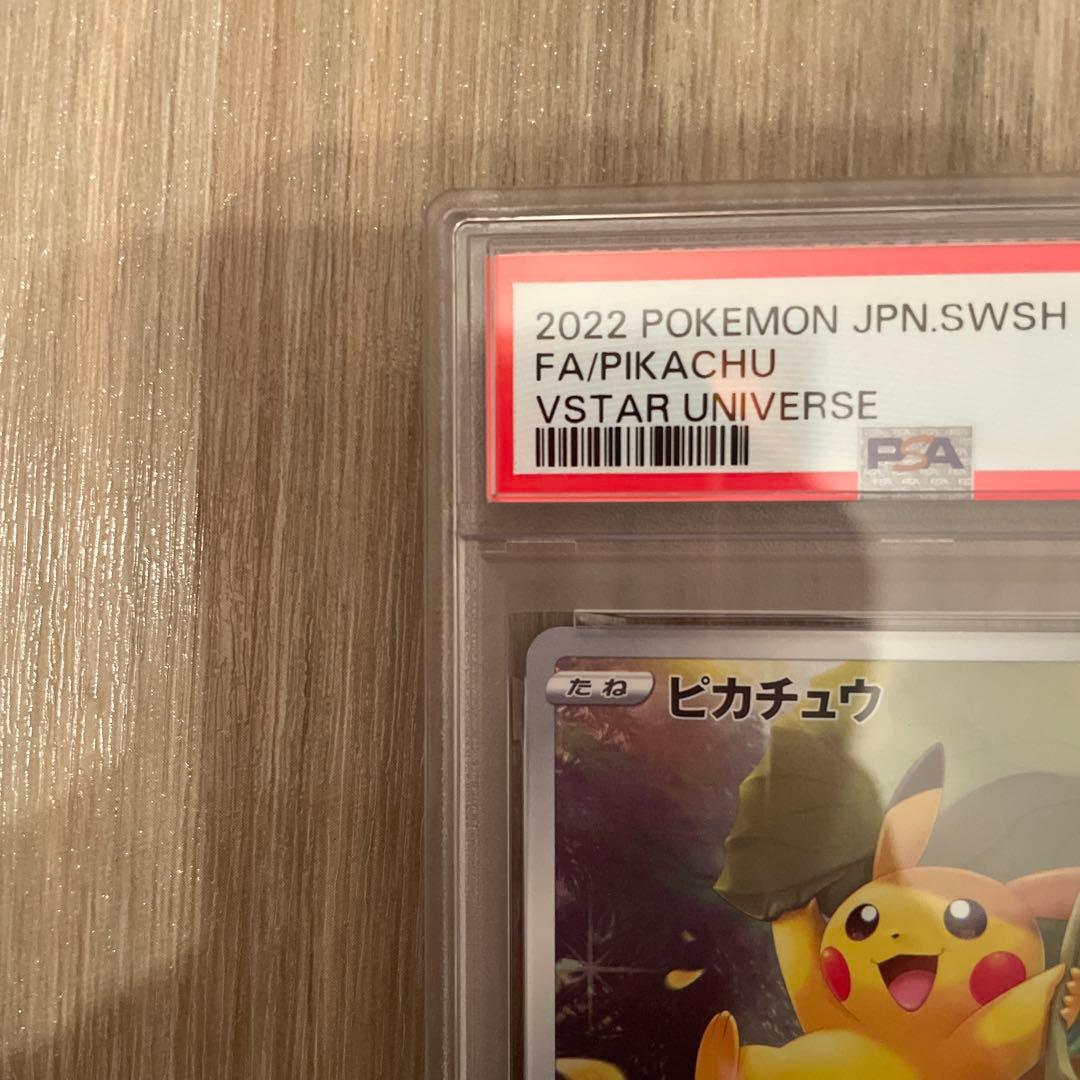 2022 POKEMON JPN.SWSH
FA/PIKACHU
VSTAR UNIVERSE
PSA
たね ピカチュウ